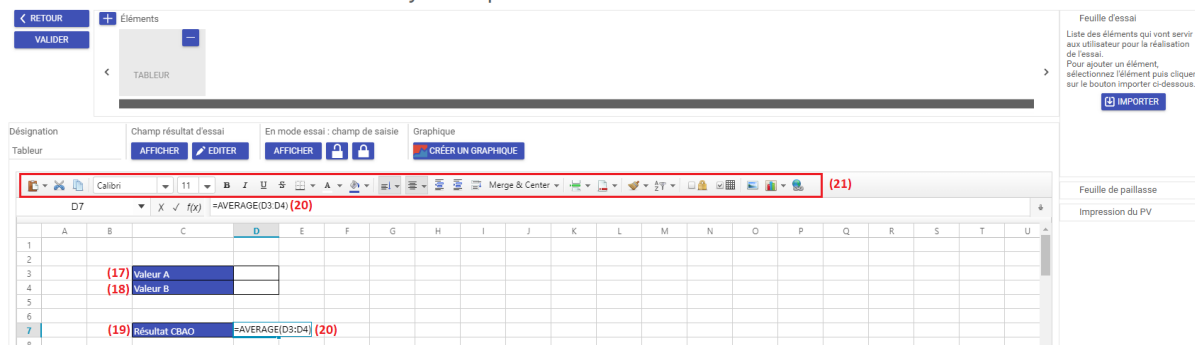 RETOUR
VALIDER
Éléments
TABLEUR
Feuille d'essai
Liste des éléments qui vont servir
aux utilisateur pour la réalisation
de l'essai.
Pour ajouter un élément,
sélectionnez l'élément puis cliquer
sur le bouton importer ci-dessous.
IMPORTER
Désignation
Tableur
Champ résultat d'essai
AFFICHER EDITER
En mode essai : champ de saisie
AFFICHER
Graphique
CRÉER UN GRAPHIQUE
Calibri 11 B I U S A Merge & Center (21)
D7 X ✓ f(x) =AVERAGE(D3:D4) (20)
A B C D E F G H I J K L M N O P Q R S T U
1
2
3 (17) Valeur A
4 (18) Valeur B
5
6
7 (19) Résultat CBAO =AVERAGE(D3:D4) (20)
8
Feuille de paillasse
Impression du PV